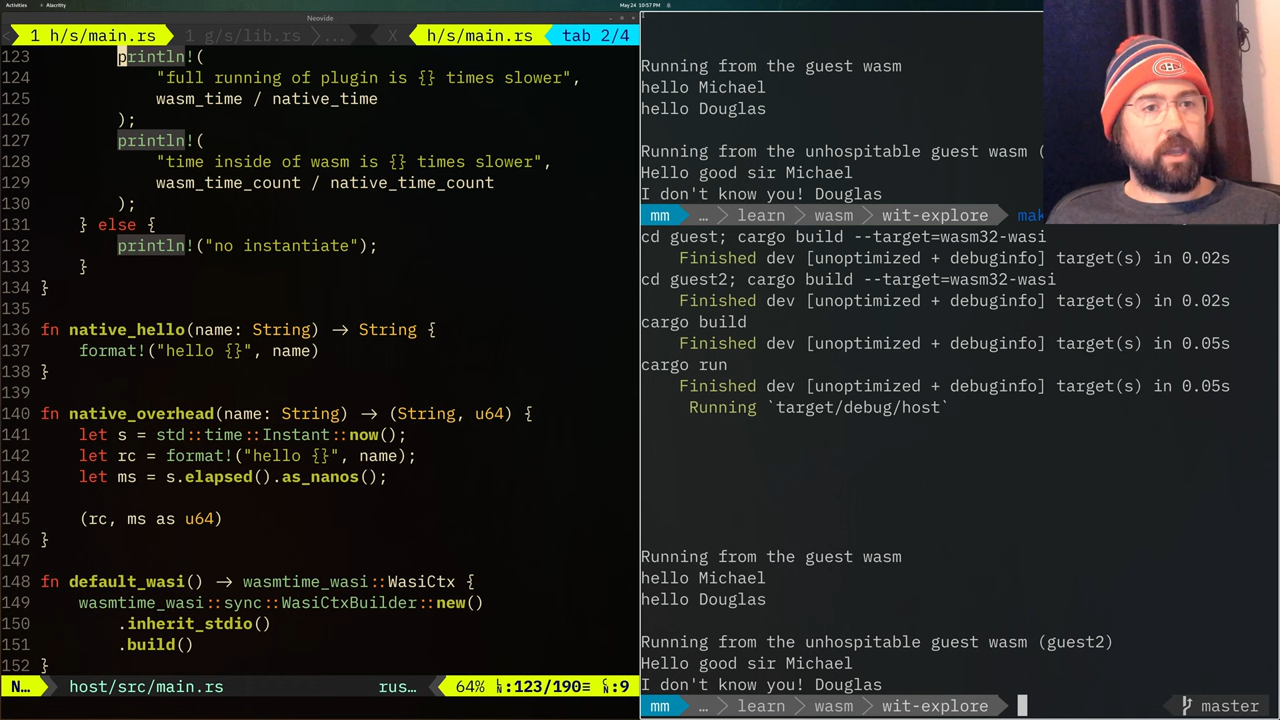 Activities
Alacritty
May 24 10:57 PM
Neovide
1 h/s/main.rs
1 g/s/lib.rs
...
X
h/s/main.rs
tab 2/4
123 println!(
124 "full running of plugin is {} times slower",
125 wasm_time / native_time
126 );
127 println!(
128 "time inside of wasm is {} times slower",
129 wasm_time_count / native_time_count
130 );
131 } else {
132 println!("no instantiate");
133 }
134 }
135
136 fn native_hello(name: String) → String {
137 format!("hello {}", name)
138 }
139
140 fn native_overhead(name: String) → (String, u64) {
141 let s = std::time::Instant::now();
142 let rc = format!("hello {}", name);
143 let ms = s.elapsed().as_nanos();
144
145 (rc, ms as u64)
146 }
147
148 fn default_wasi() → wasmtime_wasi::WasiCtx {
149 wasmtime_wasi::sync::WasiCtxBuilder::new()
150 .inherit_stdio()
151 .build()
152 }
N… host/src/main.rs rus… 64% :123/190≡ :9
Running from the guest wasm
hello Michael
hello Douglas
Running from the unhospitable guest wasm (
Hello good sir Michael
I don't know you! Douglas
mm … learn wasm wit-explore mak
cd guest; cargo build --target=wasm32-wasi
Finished dev [unoptimized + debuginfo] target(s) in 0.02s
cd guest2; cargo build --target=wasm32-wasi
Finished dev [unoptimized + debuginfo] target(s) in 0.02s
cargo build
Finished dev [unoptimized + debuginfo] target(s) in 0.05s
cargo run
Finished dev [unoptimized + debuginfo] target(s) in 0.05s
Running `target/debug/host`
Running from the guest wasm
hello Michael
hello Douglas
Running from the unhospitable guest wasm (guest2)
Hello good sir Michael
I don't know you! Douglas
mm … learn wasm wit-explore master